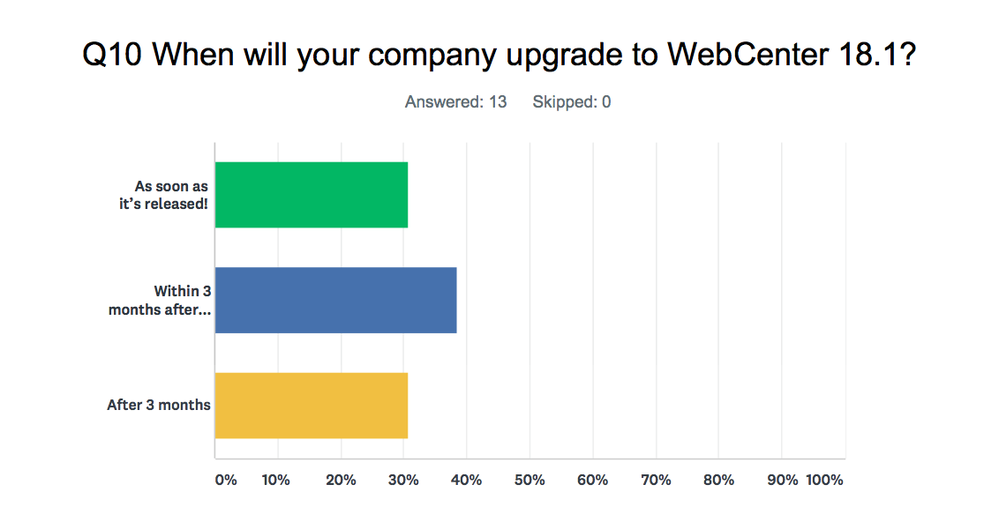 Q10 When will your company upgrade to WebCenter 18.1?
Answered: 13 Skipped: 0
As soon as
it’s released!
Within 3
months after...
After 3 months
0% 10% 20% 30% 40% 50% 60% 70% 80% 90% 100%